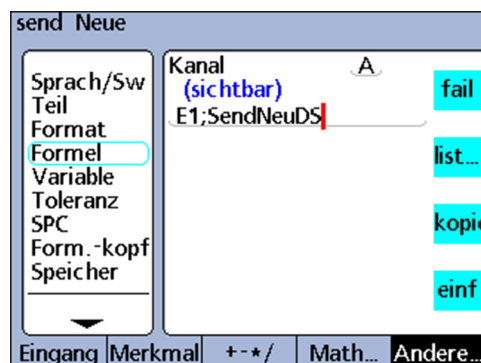 send Neue
Sprach/Sw
Teil
Format
Formel
Variable
Toleranz
SPC
Form.-kopf
Speicher
Kanal A
(sichtbar)
E1;SendNeuDS
fail
list...
kopie
einf
Eingang Merkmal +-*/ Math... Andere...